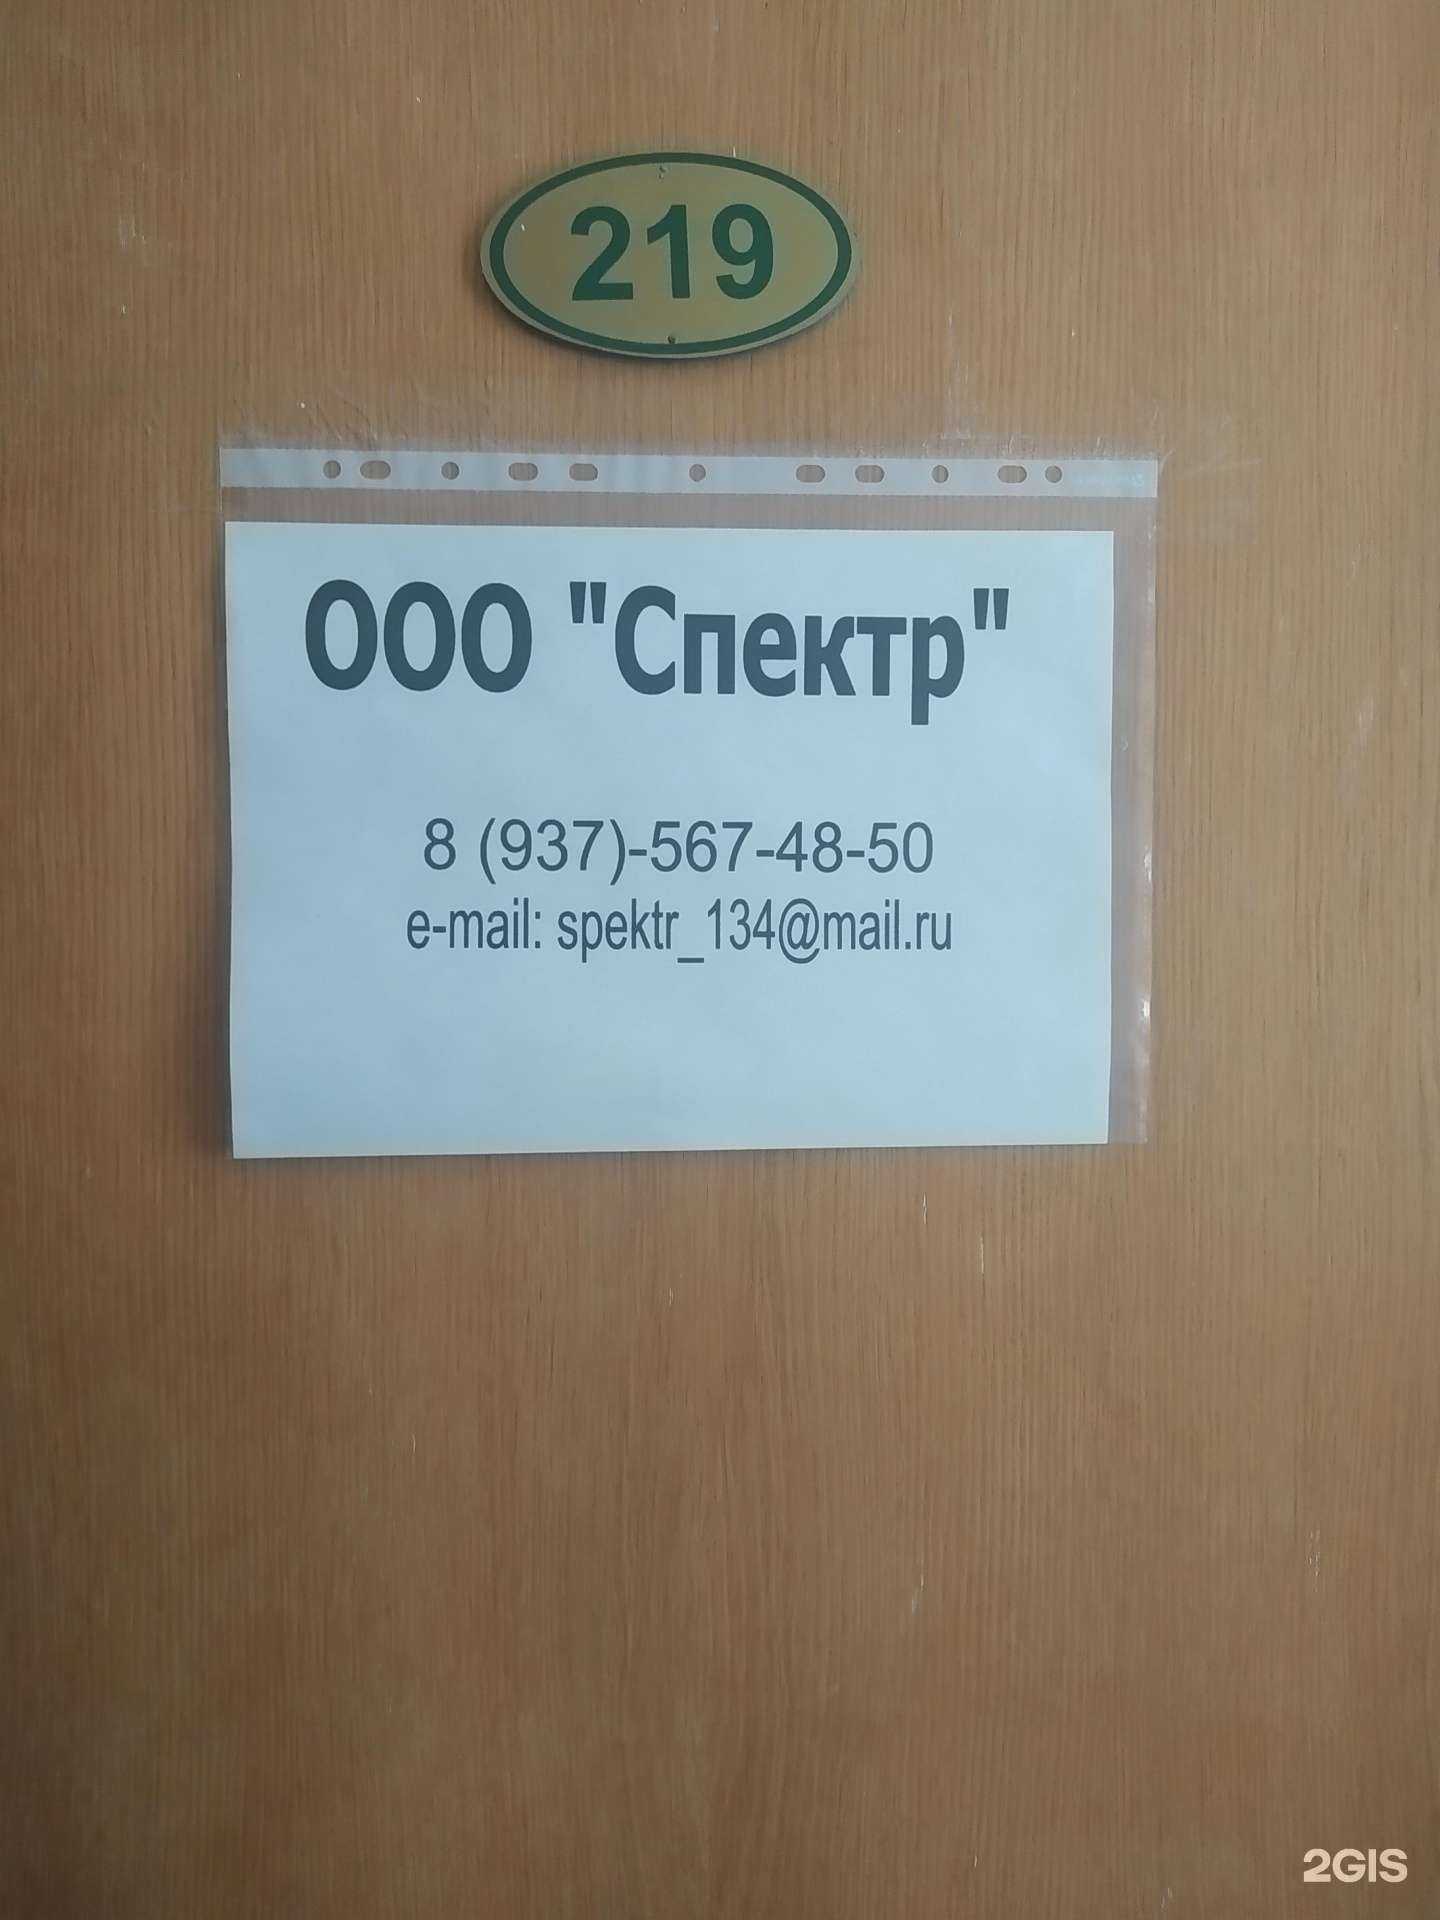 219
ООО "Спектр"
8 (937)-567-48-50
e-mail: spektr_134@mail.ru
2GIS